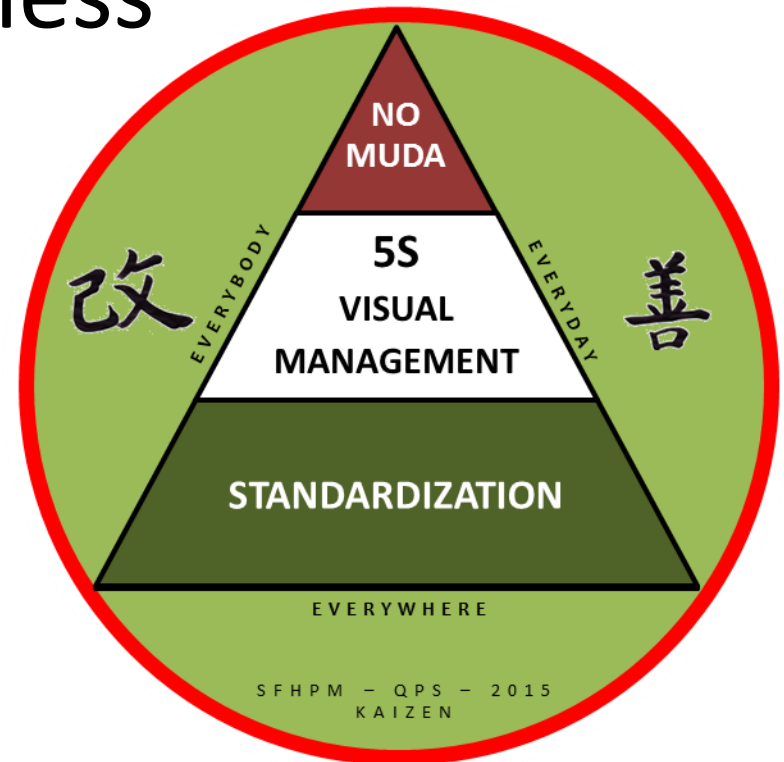 ness
NO
MUDA
5S
VISUAL
MANAGEMENT
STANDARDIZATION
EVERYBODY
EVERYDAY
EVERYWHERE
改
善
SFHPM – QPS – 2015
KAIZEN